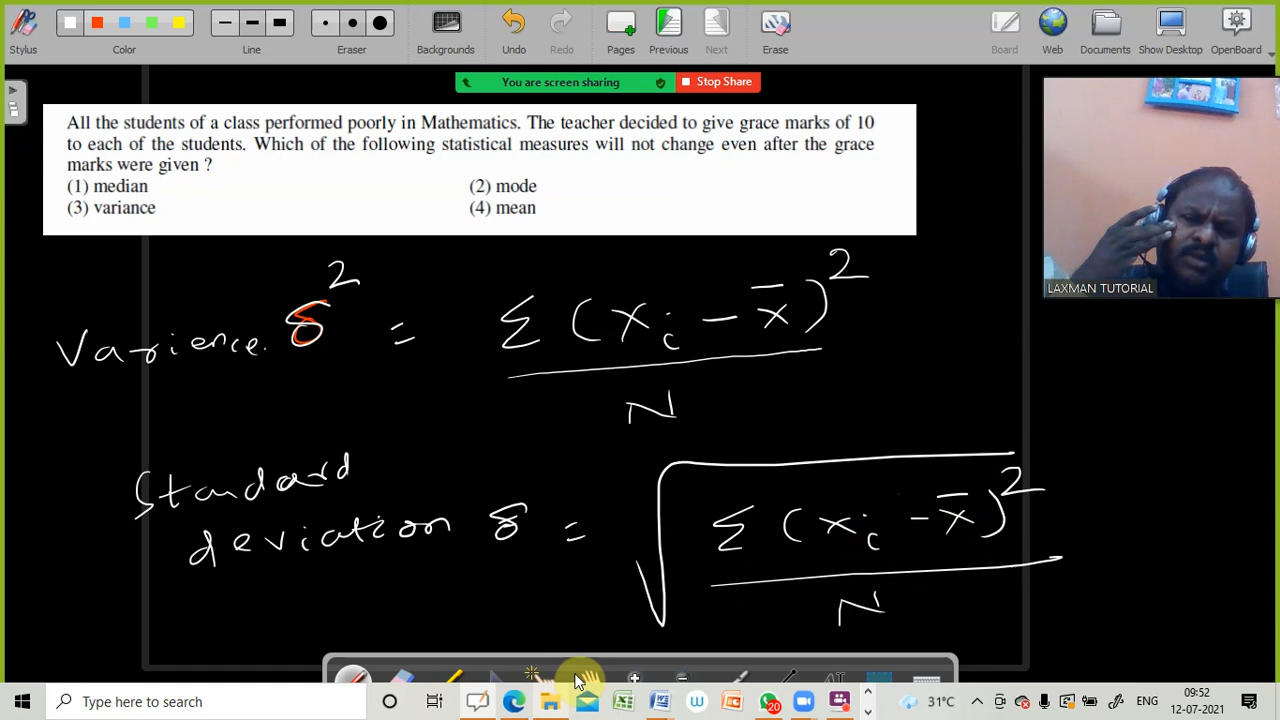 Stylus
Color
Line
Eraser
Backgrounds
Undo
Redo
Pages
Previous
Next
Erase
Board
Web
Documents
Show Desktop
OpenBoard
You are screen sharing
Stop Share
All the students of a class performed poorly in Mathematics. The teacher decided to give grace marks of 10
to each of the students. Which of the following statistical measures will not change even after the grace
marks were given ?
(1) median (2) mode
(3) variance (4) mean
LAXMAN TUTORIAL
Varience. δ² = Σ (xᵢ – x̄)² / N
Standard
deviation δ = √ Σ (xᵢ – x̄)² / N
Type here to search
20
31°C
09:52
12-07-2021